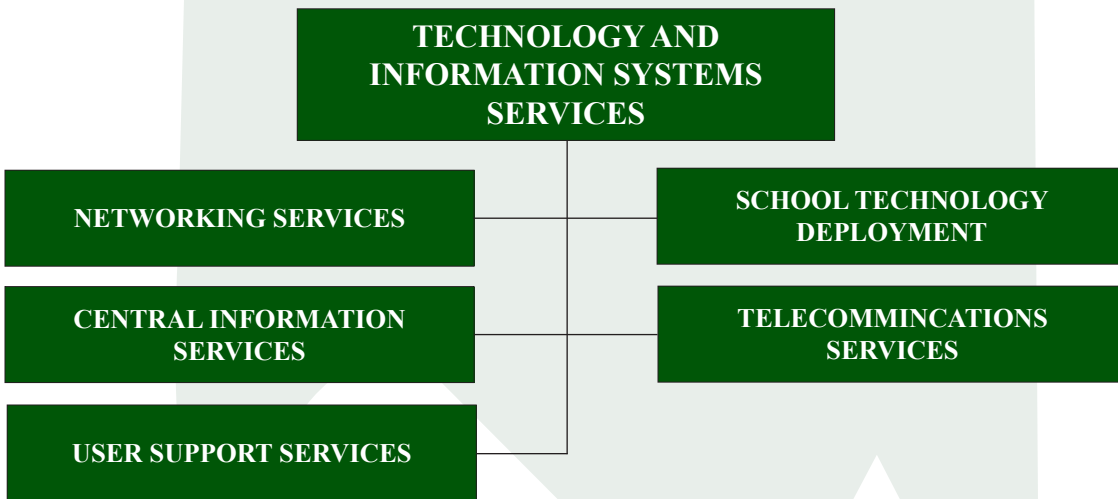 TECHNOLOGY AND
INFORMATION SYSTEMS
SERVICES
NETWORKING SERVICES
SCHOOL TECHNOLOGY
DEPLOYMENT
CENTRAL INFORMATION
SERVICES
TELECOMMINCATIONS
SERVICES
USER SUPPORT SERVICES